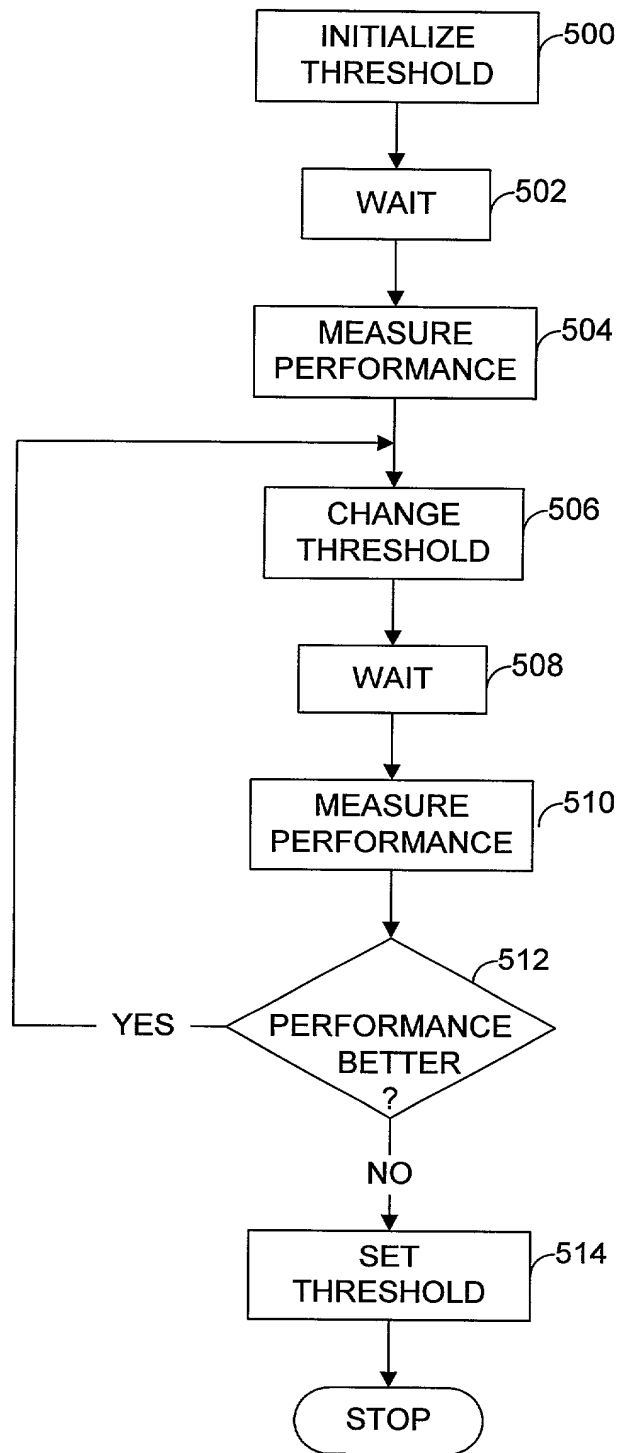 INITIALIZE
THRESHOLD
500
WAIT
502
MEASURE
PERFORMANCE
504
CHANGE
THRESHOLD
506
WAIT
508
MEASURE
PERFORMANCE
510
512
PERFORMANCE
BETTER
?
YES
NO
SET
THRESHOLD
514
STOP